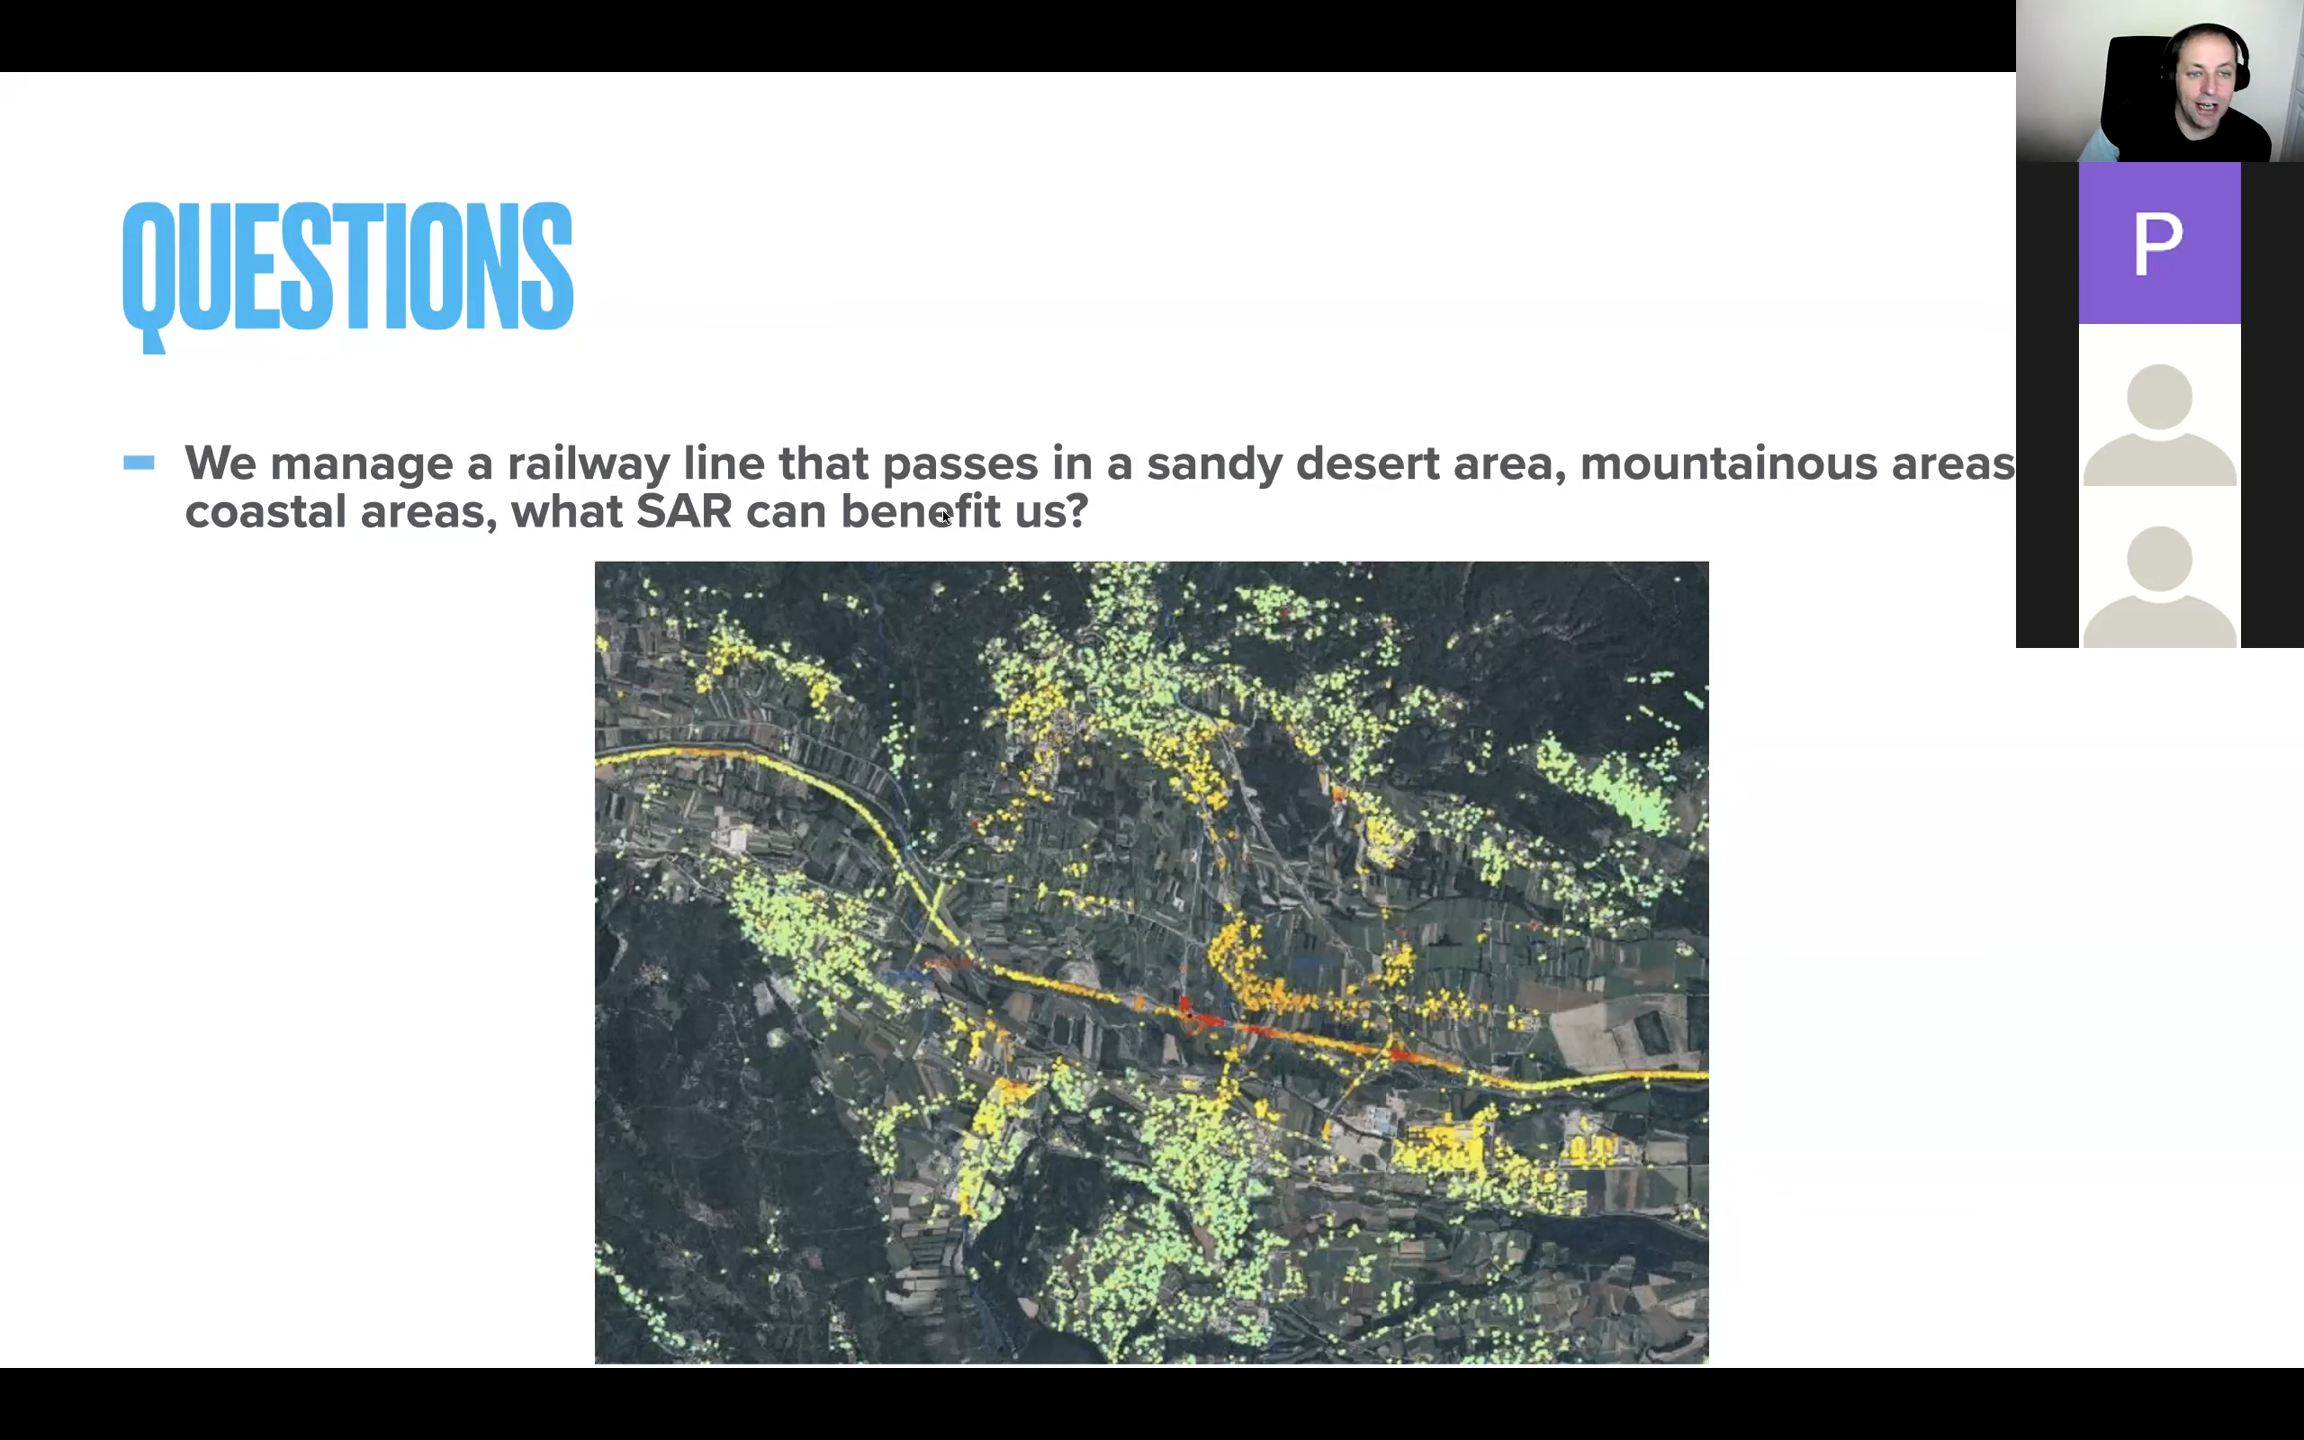 QUESTIONS
We manage a railway line that passes in a sandy desert area, mountainous areas
coastal areas, what SAR can benefit us?
P